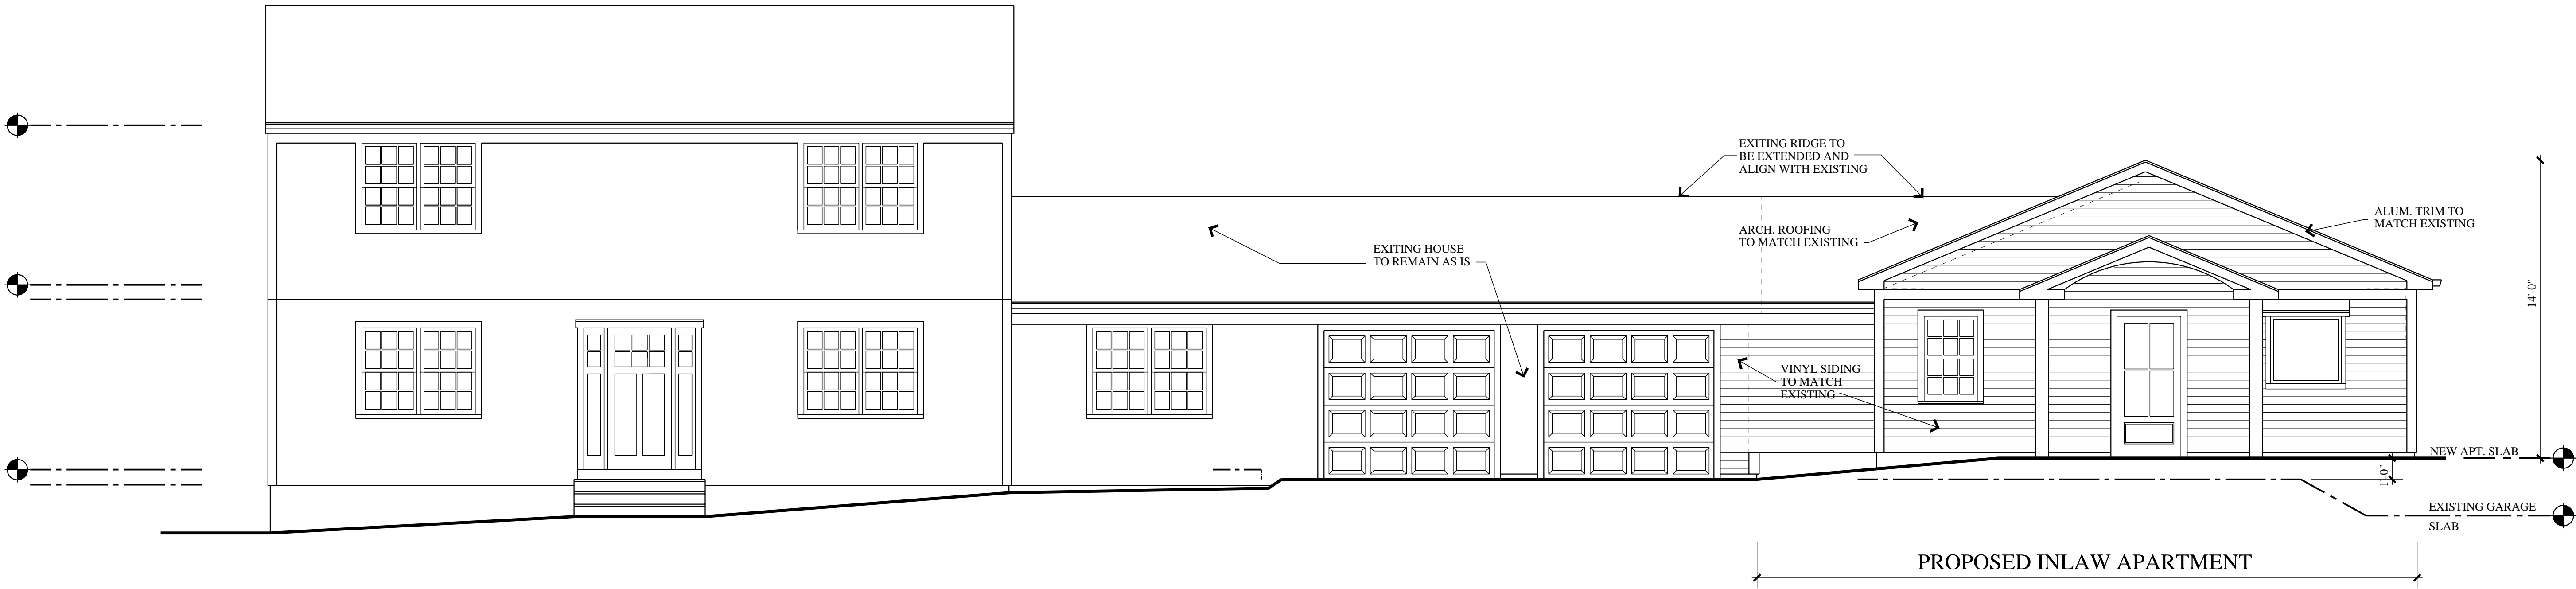 EXITING RIDGE TO
BE EXTENDED AND
ALIGN WITH EXISTING
ARCH. ROOFING
TO MATCH EXISTING
ALUM. TRIM TO
MATCH EXISTING
EXITING HOUSE
TO REMAIN AS IS
14'-0"
VINYL SIDING
TO MATCH
EXISTING
NEW APT. SLAB
1'-0"
EXISTING GARAGE
SLAB
PROPOSED INLAW APARTMENT